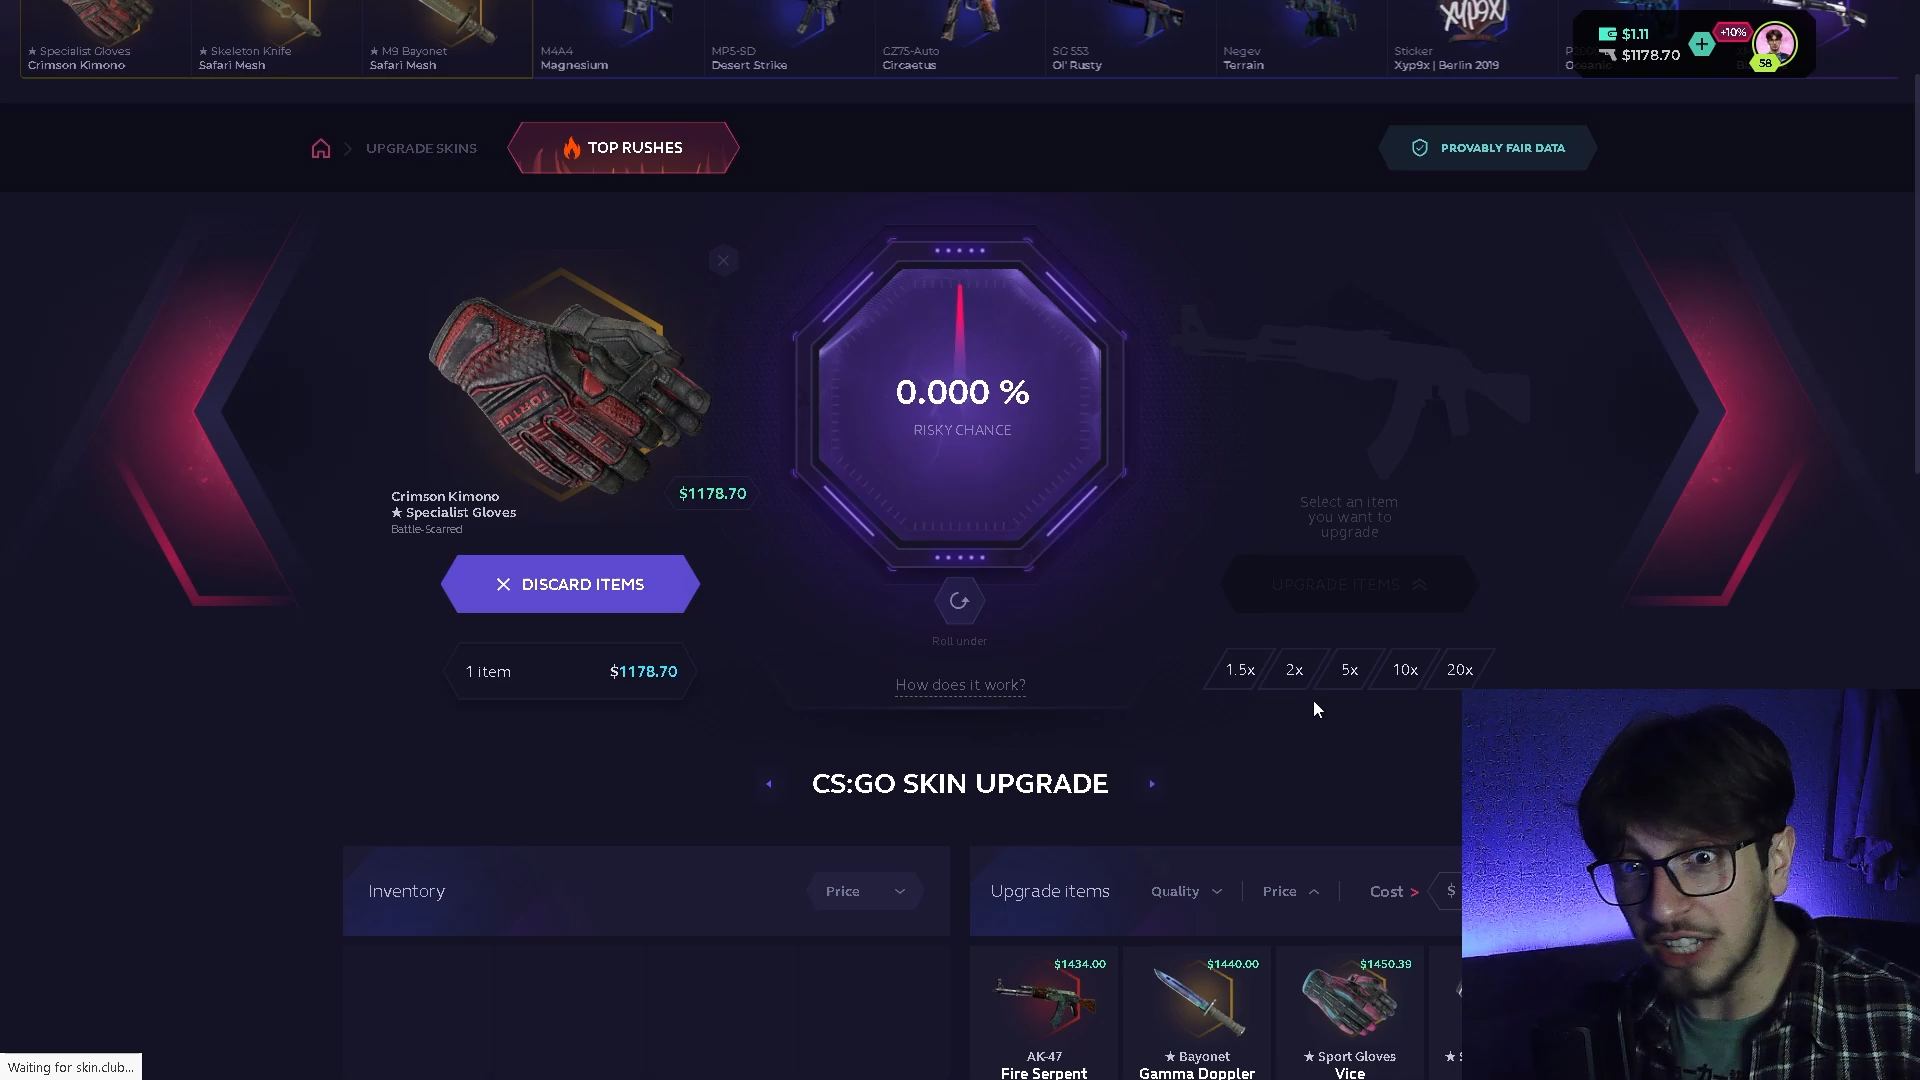 ★ Specialist Gloves
Crimson Kimono
★ Skeleton Knife
Safari Mesh
★ M9 Bayonet
Safari Mesh
M4A4
Magnesium
MP5-SD
Desert Strike
CZ75-Auto
Circaetus
SG 553
Ol' Rusty
Negev
Terrain
Sticker
Xyp9x | Berlin 2019
xyp9x
$1.11
$1178.70
+10%
58
UPGRADE SKINS
TOP RUSHES
PROVABLY FAIR DATA
0.000 %
RISKY CHANCE
Crimson Kimono
★ Specialist Gloves
Battle-Scarred
$1178.70
Select an item
you want to
upgrade
DISCARD ITEMS
UPGRADE ITEMS
Roll under
1 item
$1178.70
How does it work?
1.5x
2x
5x
10x
20x
CS:GO SKIN UPGRADE
Inventory
Price
Upgrade items
Quality
Price
Cost >
$
$1434.00
$1440.00
$1450.39
AK-47
Fire Serpent
★ Bayonet
Gamma Doppler
★ Sport Gloves
Vice
Waiting for skin.club...